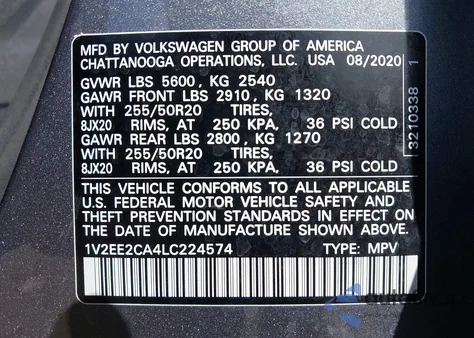 MFD BY VOLKSWAGEN GROUP OF AMERICA
CHATTANOOGA OPERATIONS, LLC. USA 08/2020
GVWR LBS 5600, KG 2540
GAWR FRONT LBS 2910, KG 1320
WITH 255/50R20 TIRES,
8JX20 RIMS, AT 250 KPA, 36 PSI COLD
GAWR REAR LBS 2800, KG 1270
WITH 255/50R20 TIRES,
8JX20 RIMS, AT 250 KPA, 36 PSI COLD
THIS VEHICLE CONFORMS TO ALL APPLICABLE
U.S. FEDERAL MOTOR VEHICLE SAFETY AND
THEFT PREVENTION STANDARDS IN EFFECT ON
THE DATE OF MANUFACTURE SHOWN ABOVE
1V2EE2CA4LC224574 TYPE: MPV
3210338 1